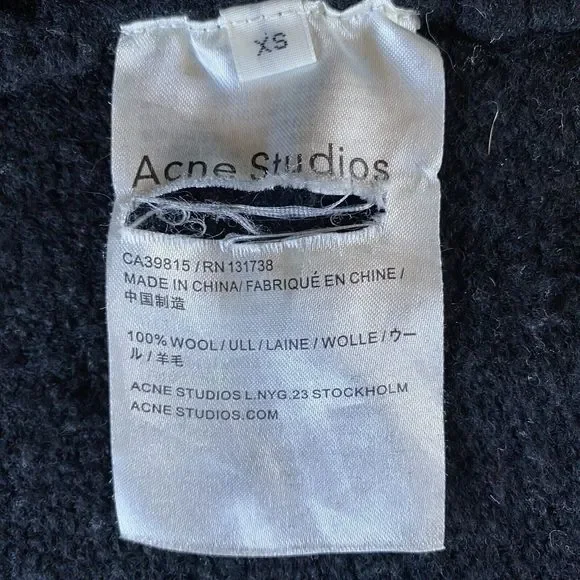 XS
Acne Studios
CA39815 / RN 131738
MADE IN CHINA/ FABRIQUÉ EN CHINE /
中国制造
100% WOOL / ULL / LAINE / WOLLE / ウー
ル / 羊毛
ACNE STUDIOS L.NYG.23 STOCKHOLM
ACNE STUDIOS.COM